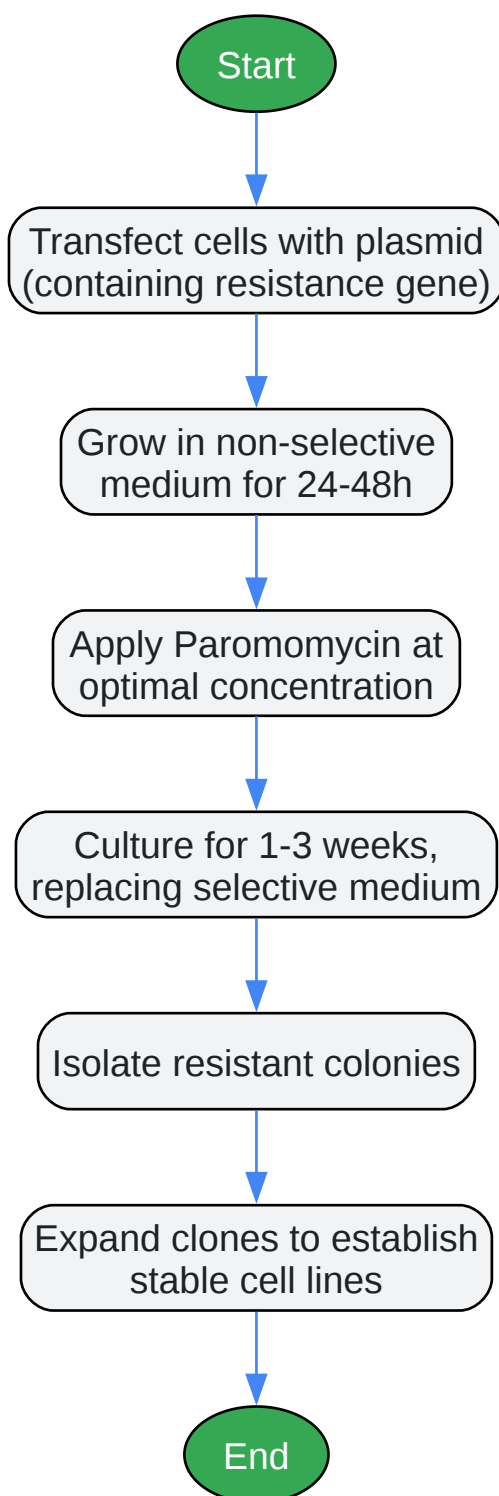 Start
Transfect cells with plasmid
(containing resistance gene)
Grow in non-selective
medium for 24-48h
Apply Paromomycin at
optimal concentration
Culture for 1-3 weeks,
replacing selective medium
Isolate resistant colonies
Expand clones to establish
stable cell lines
End